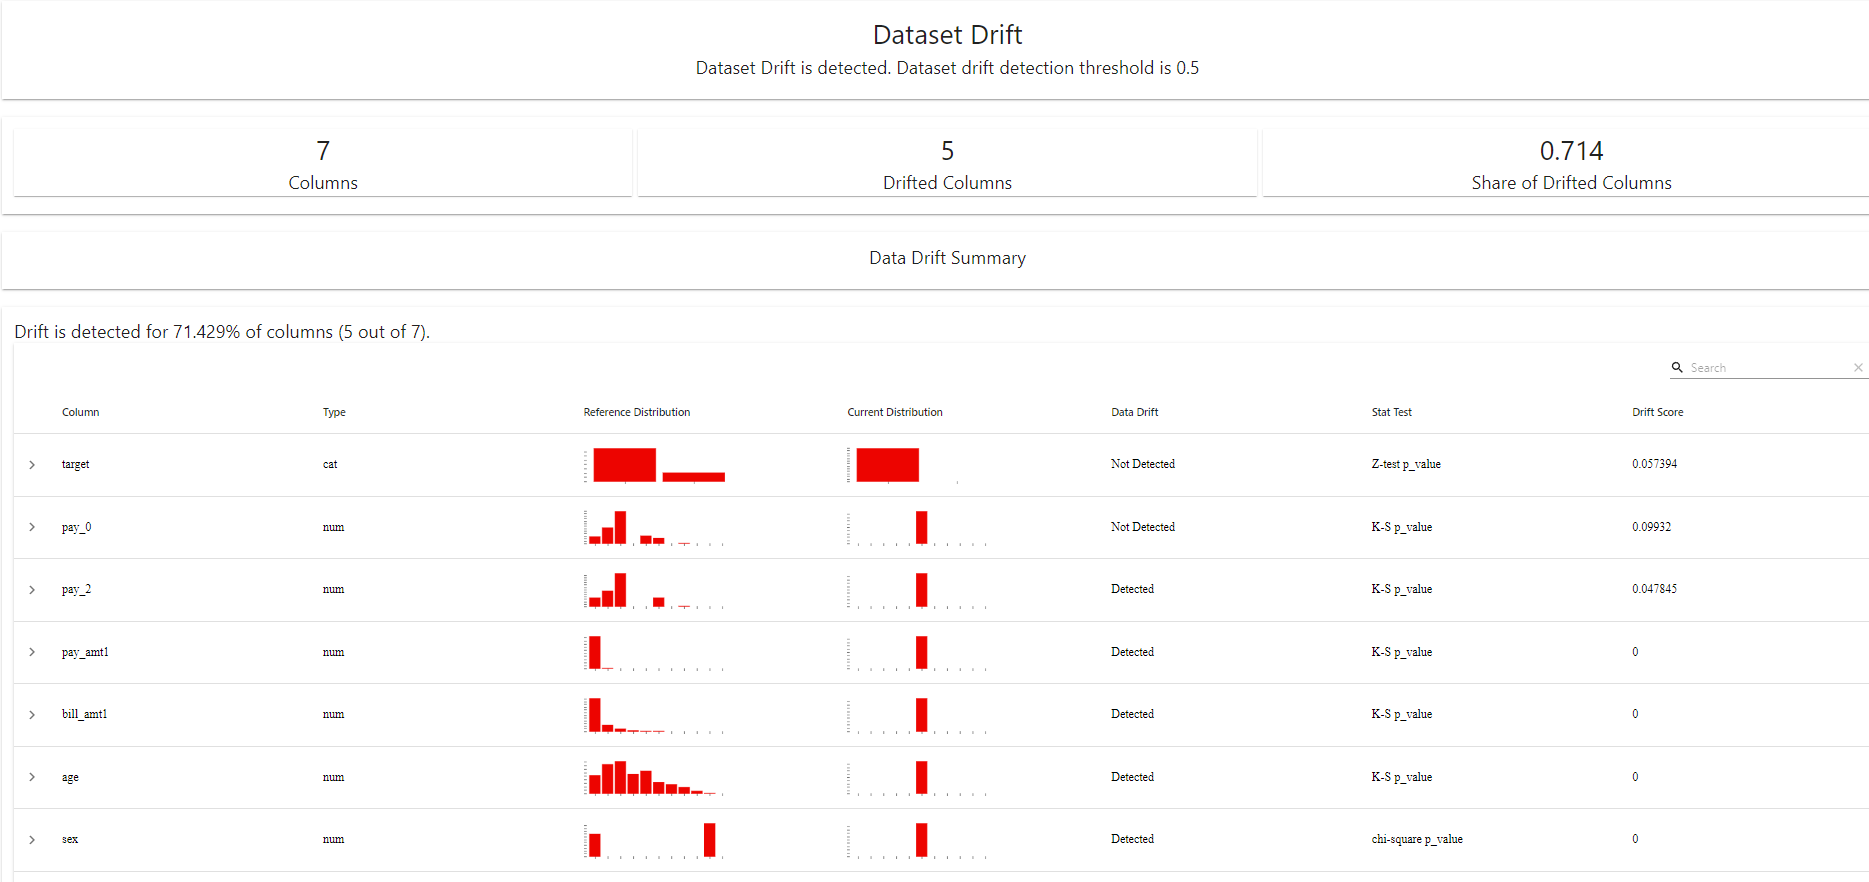 Dataset Drift
Dataset Drift is detected. Dataset drift detection threshold is 0.5
7 5 0.714
Columns Drifted Columns Share of Drifted Columns
Data Drift Summary
Drift is detected for 71.429% of columns (5 out of 7).
Search
Column Type Reference Distribution Current Distribution Data Drift Stat Test Drift Score
target cat Not Detected Z-test p_value 0.057394
pay_0 num Not Detected K-S p_value 0.09932
pay_2 num Detected K-S p_value 0.047845
pay_amt1 num Detected K-S p_value 0
bill_amt1 num Detected K-S p_value 0
age num Detected K-S p_value 0
sex num Detected chi-square p_value 0